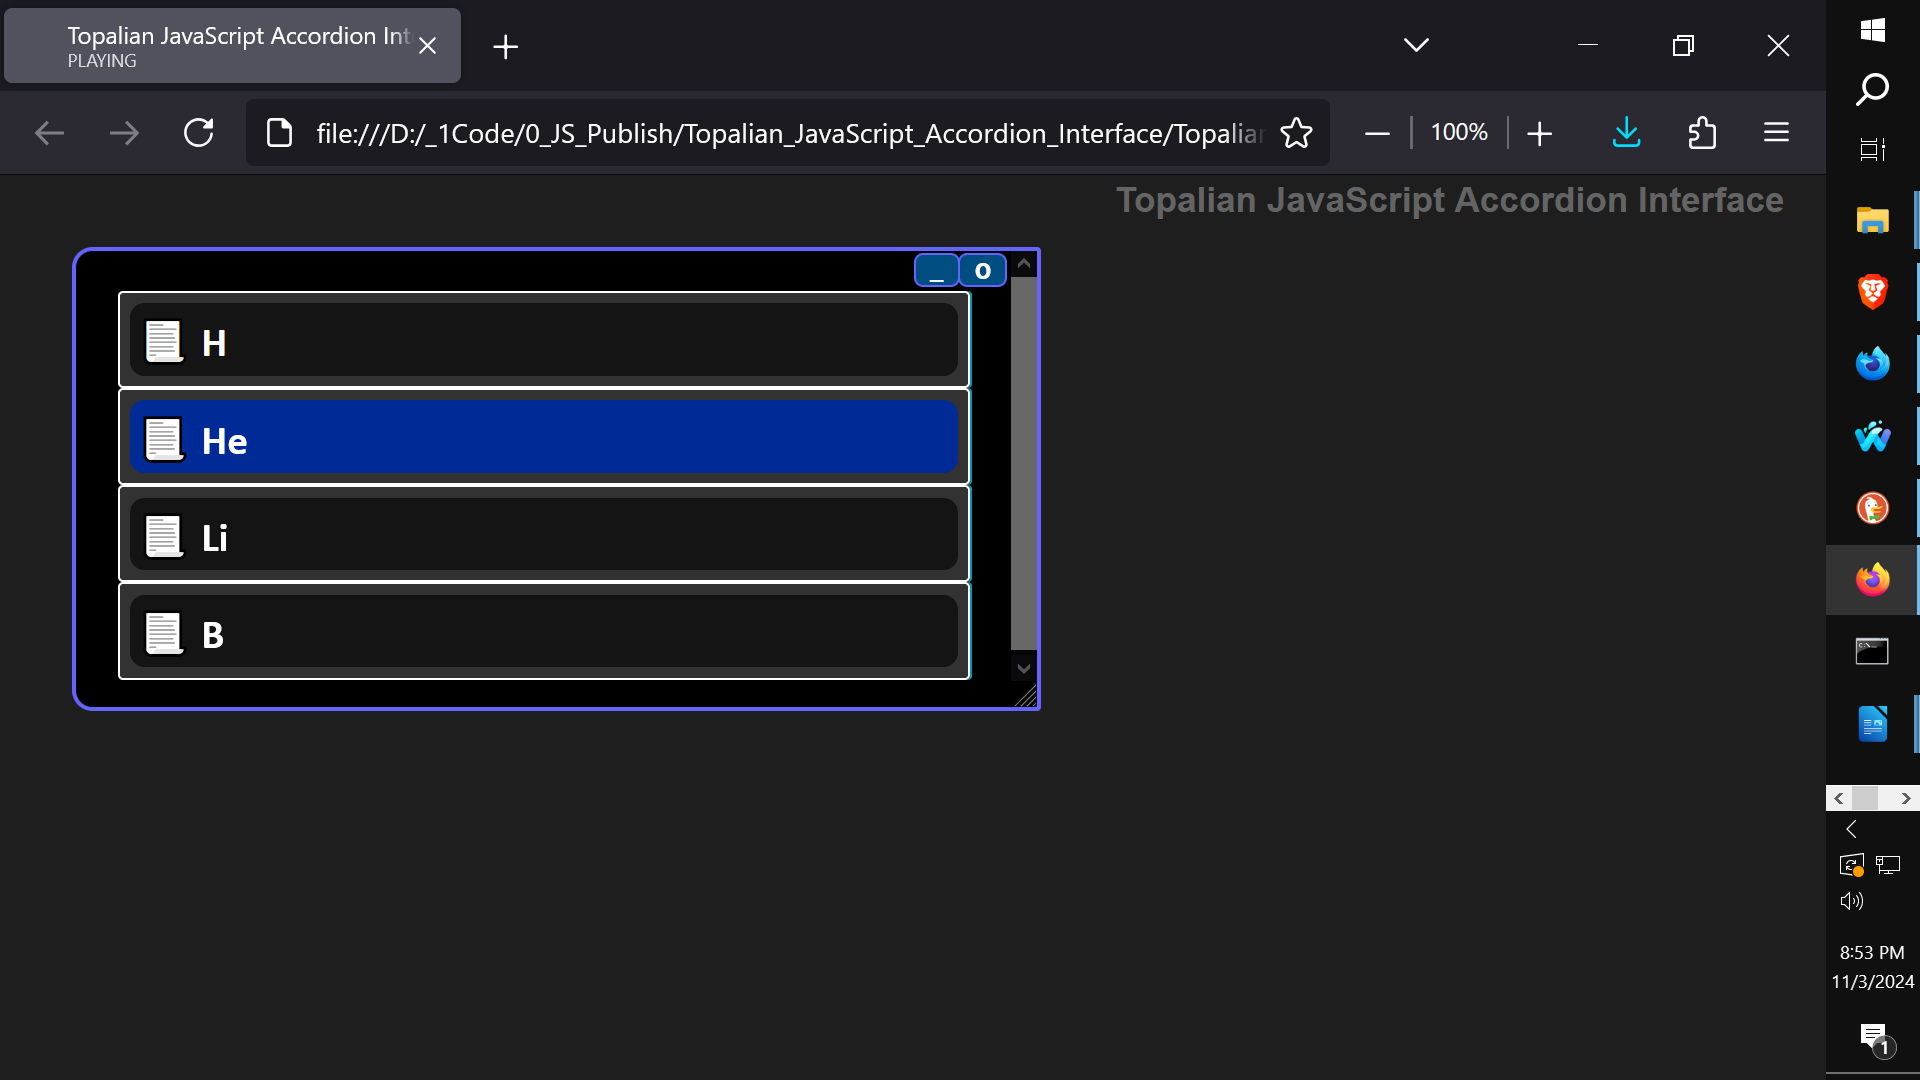 Topalian JavaScript Accordion Int
PLAYING
file:///D:/_1Code/0_JS_Publish/Topalian_JavaScript_Accordion_Interface/Topalian
100%
Topalian JavaScript Accordion Interface
_ o
H
He
Li
B
8:53 PM
11/3/2024
1